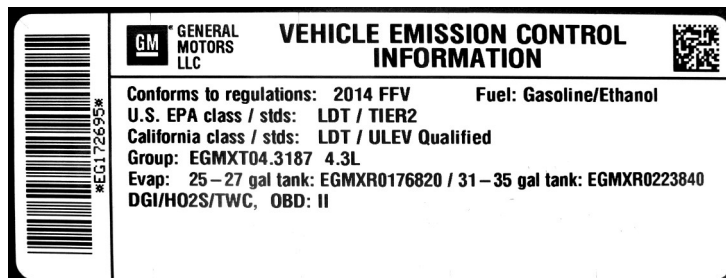 GM GENERAL MOTORS LLC
VEHICLE EMISSION CONTROL
INFORMATION
*EG172695*
Conforms to regulations: 2014 FFV Fuel: Gasoline/Ethanol
U.S. EPA class / stds: LDT / TIER2
California class / stds: LDT / ULEV Qualified
Group: EGMXT04.3187 4.3L
Evap: 25–27 gal tank: EGMXR0176820 / 31–35 gal tank: EGMXR0223840
DGI/HO2S/TWC, OBD: II